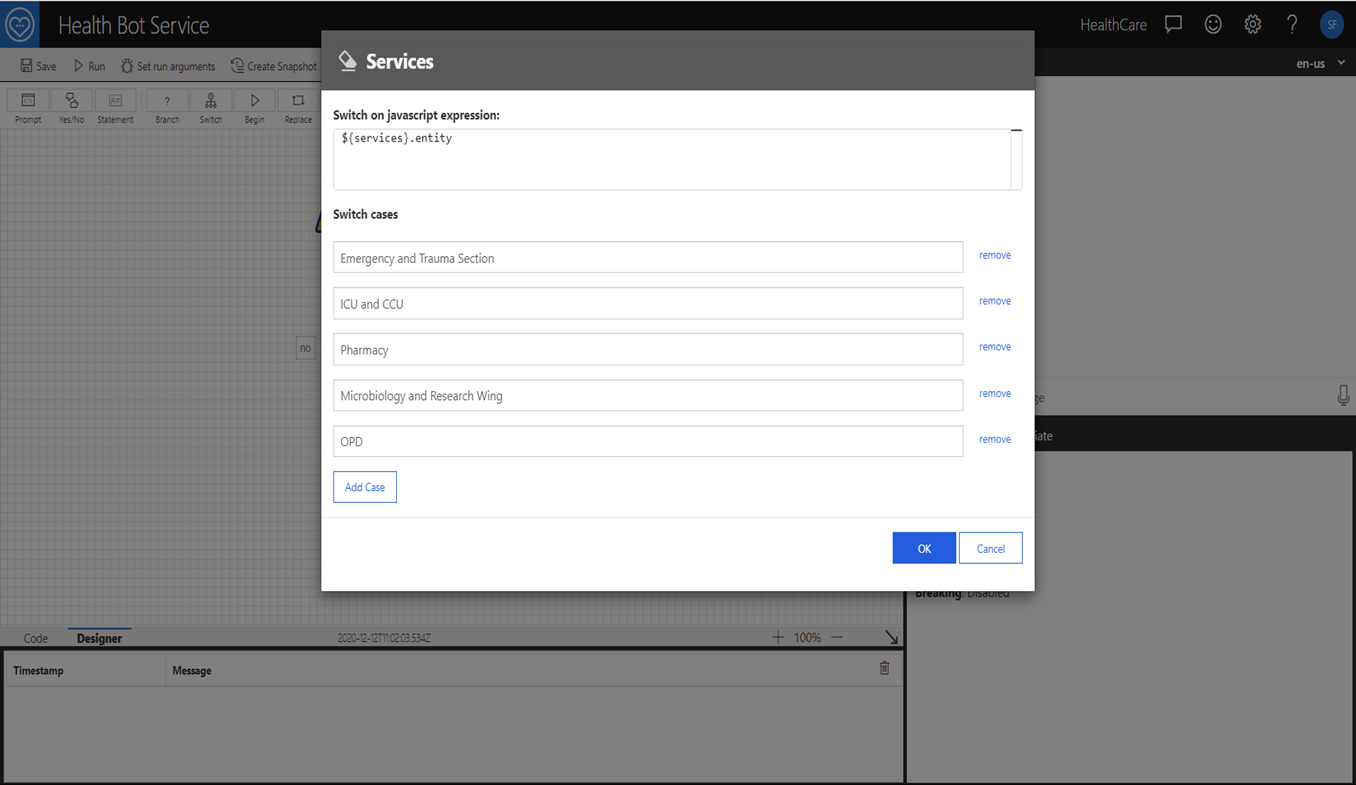 Health Bot Service
HealthCare
SF
Save
Run
Set run arguments
Create Snapshot
en-us
Prompt
Yes/No
Statement
Branch
Switch
Begin
Replace
Services
Switch on javascript expression:
${services}.entity
Switch cases
Emergency and Trauma Section
remove
ICU and CCU
remove
Pharmacy
remove
Microbiology and Research Wing
remove
OPD
remove
Add Case
OK
Cancel
no
Breaking: Disabled
Code
Designer
2020-12-12T11:02:03.534Z
100%
Timestamp
Message